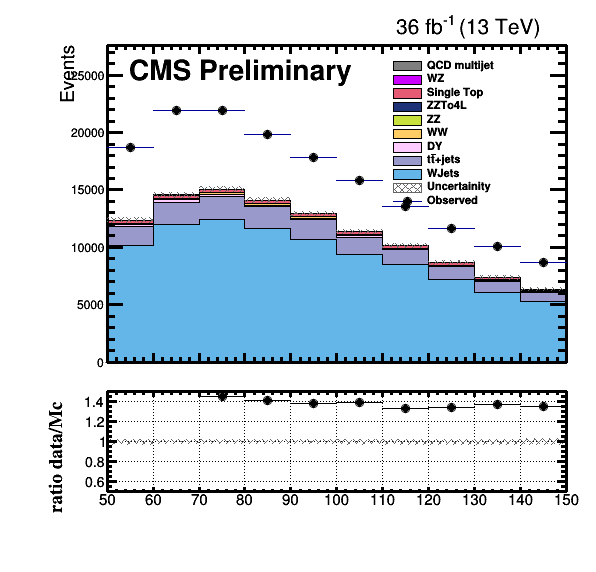 36 fb-1 (13 TeV)
CMS Preliminary
Events
25000
20000
15000
10000
5000
0
QCD multijet
WZ
Single Top
ZZTo4L
ZZ
WW
DY
tt̄+jets
WJets
Uncertainity
Observed
ratio data/Mc
1.4
1.2
1
0.8
0.6
50 60 70 80 90 100 110 120 130 140 150